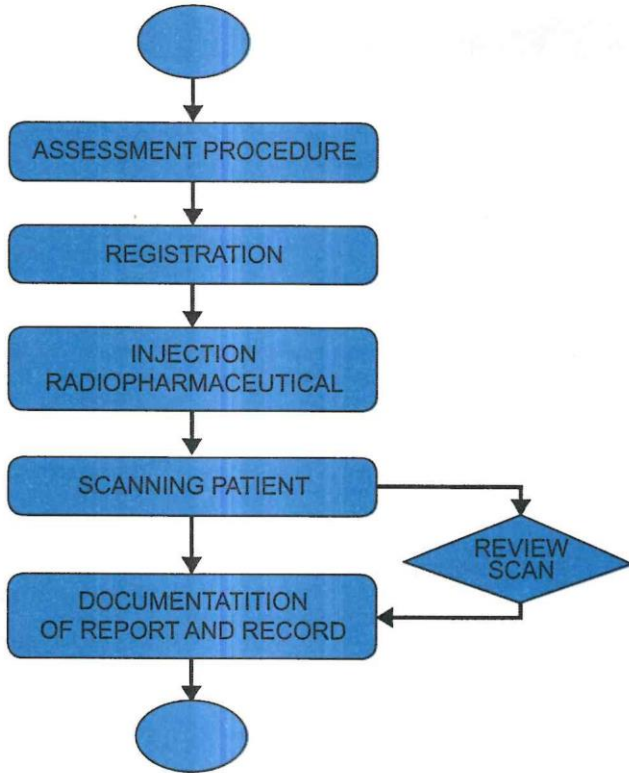 ASSESSMENT PROCEDURE
REGISTRATION
INJECTION
RADIOPHARMACEUTICAL
SCANNING PATIENT
REVIEW
SCAN
DOCUMENTATITION
OF REPORT AND RECORD